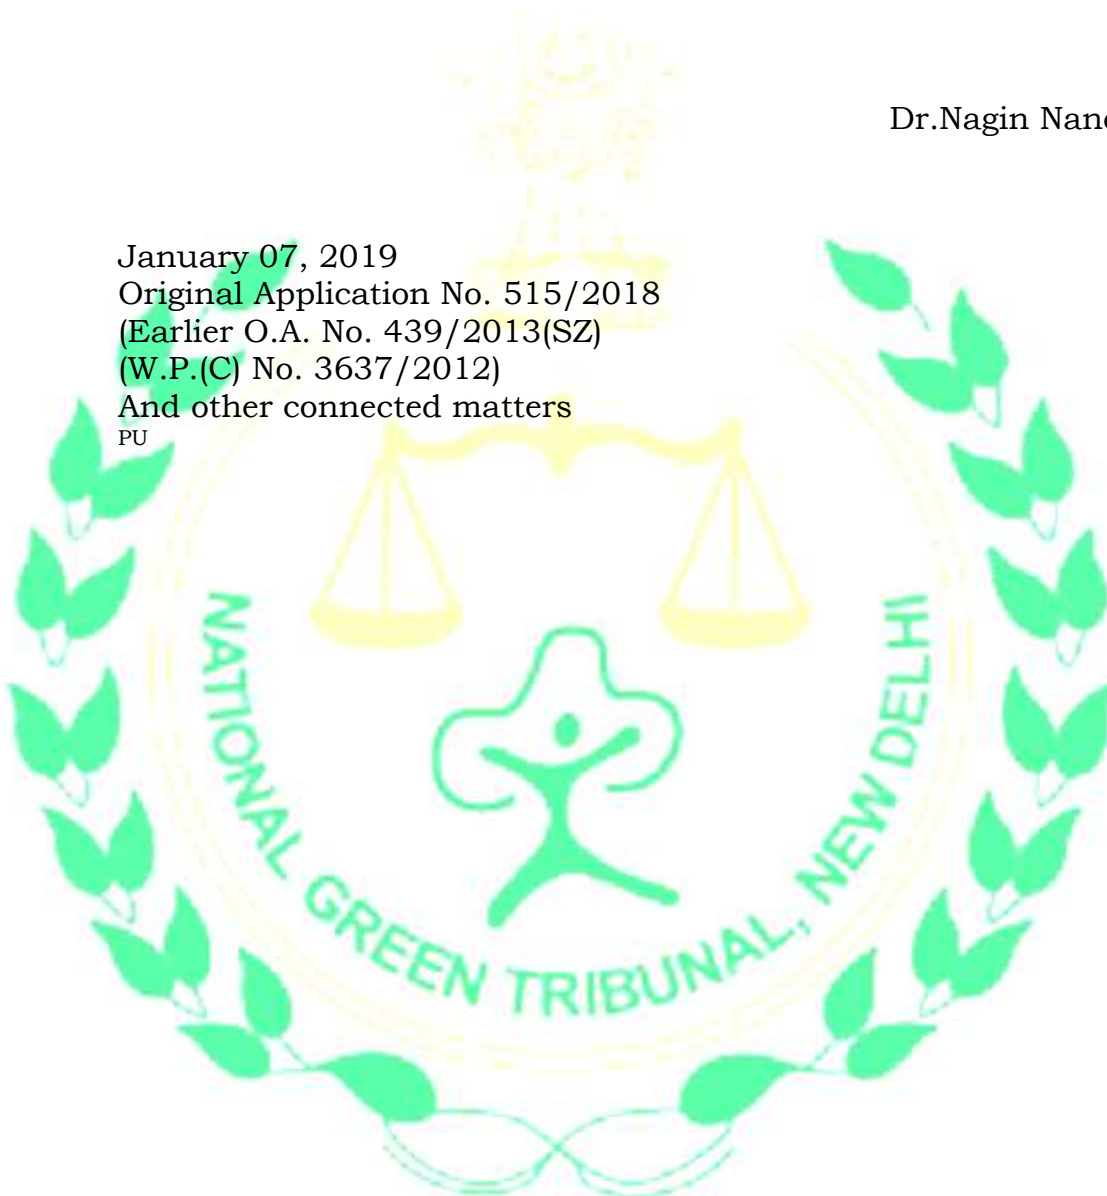 Dr.Nagin
January 07, 2019
Original Application No. 515/2018
(Earlier O.A. No. 439/2013(SZ)
(W.P.(C) No. 3637/2012)
And other connected matters
PU
NATIONAL GREEN TRIBUNAL, NEW DELHI